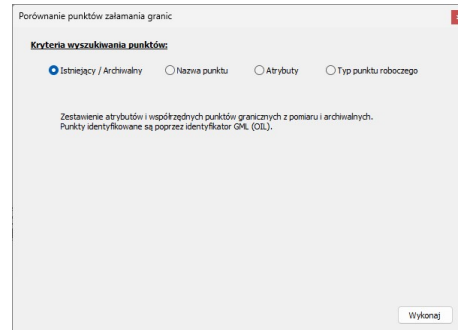 Porównanie punktów załamania granic
Kryteria wyszukiwania punktów:
Istniejący / Archiwalny Nazwa punktu Atrybuty Typ punktu roboczego
Zestawienie atrybutów i współrzędnych punktów granicznych z pomiaru i archiwalnych.
Punkty identyfikowane są poprzez identyfikator GML (OIL).
Wykonaj